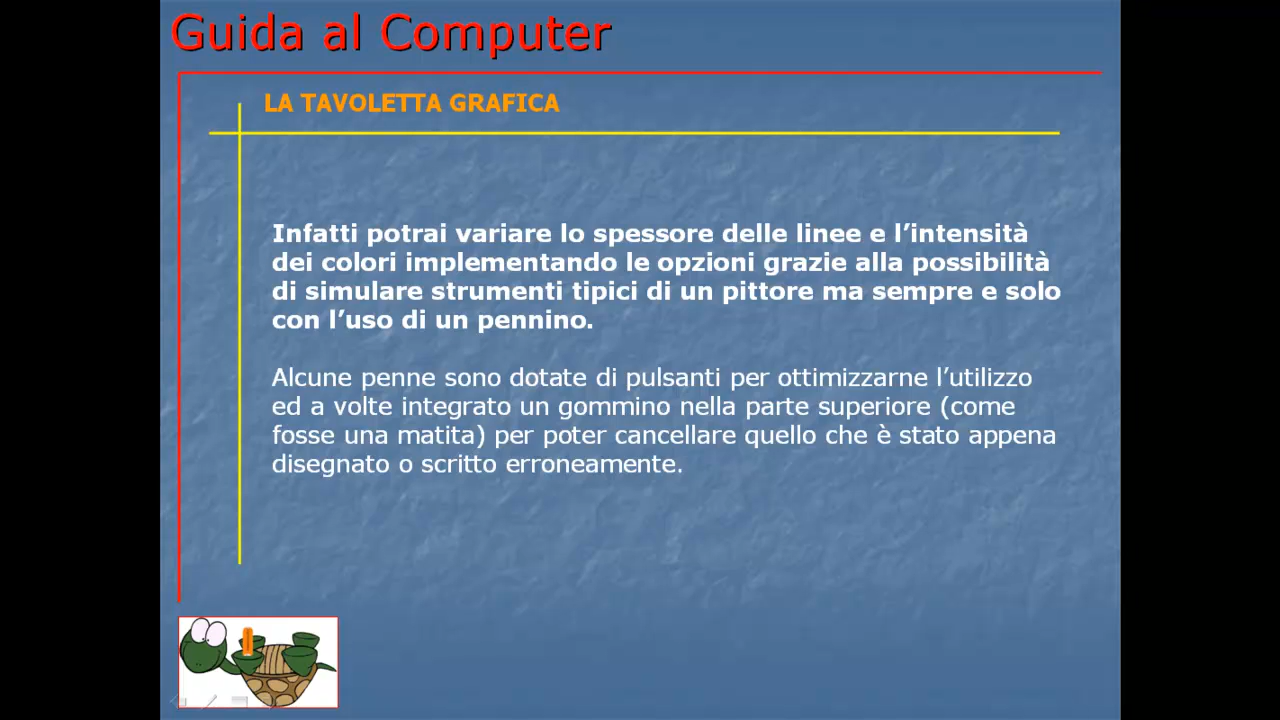 Guida al Computer
LA TAVOLETTA GRAFICA
Infatti potrai variare lo spessore delle linee e l’intensità
dei colori implementando le opzioni grazie alla possibilità
di simulare strumenti tipici di un pittore ma sempre e solo
con l’uso di un pennino.
Alcune penne sono dotate di pulsanti per ottimizzarne l’utilizzo
ed a volte integrato un gommino nella parte superiore (come
fosse una matita) per poter cancellare quello che è stato appena
disegnato o scritto erroneamente.